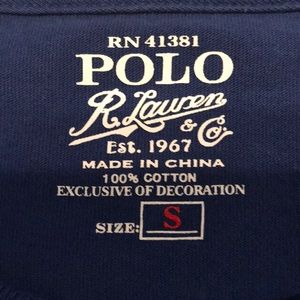 RN 41381
POLO
R. Lauren
& Co
Est. 1967
MADE IN CHINA
100% COTTON
EXCLUSIVE OF DECORATION
SIZE: S